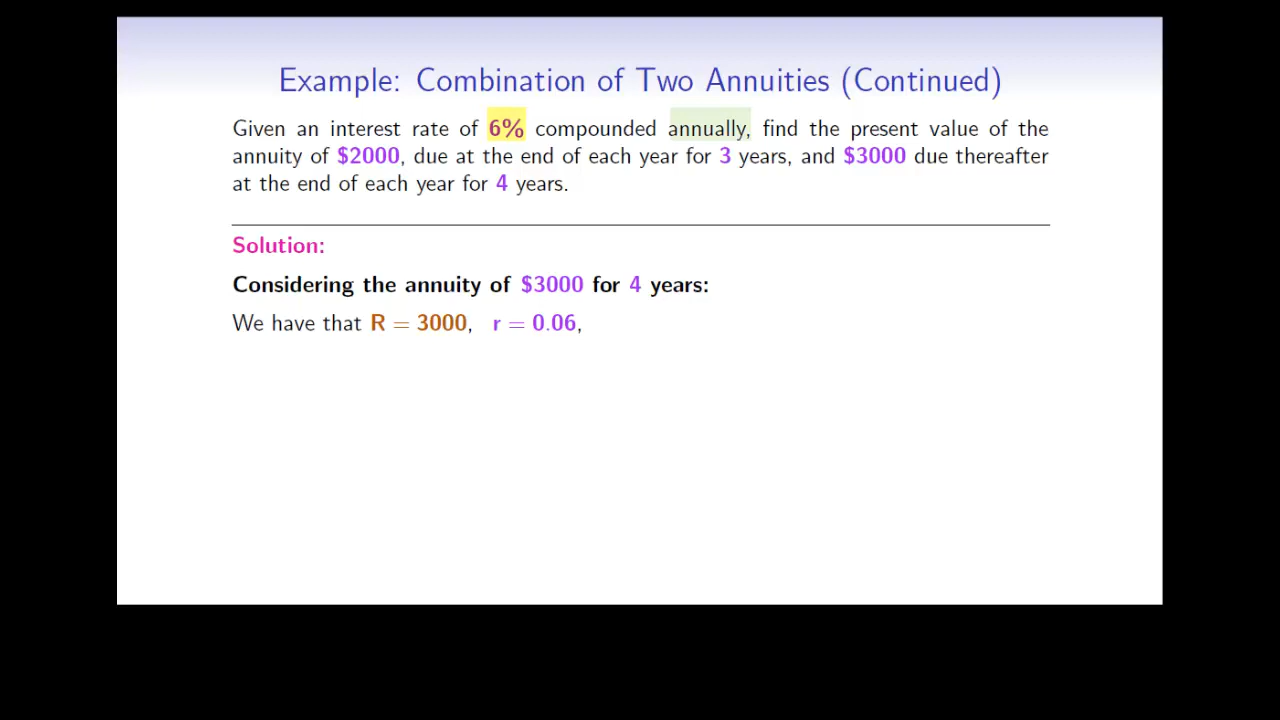 Example: Combination of Two Annuities (Continued)
Given an interest rate of 6% compounded annually, find the present value of the
annuity of $2000, due at the end of each year for 3 years, and $3000 due thereafter
at the end of each year for 4 years.
Solution:
Considering the annuity of $3000 for 4 years:
We have that R = 3000, r = 0.06,